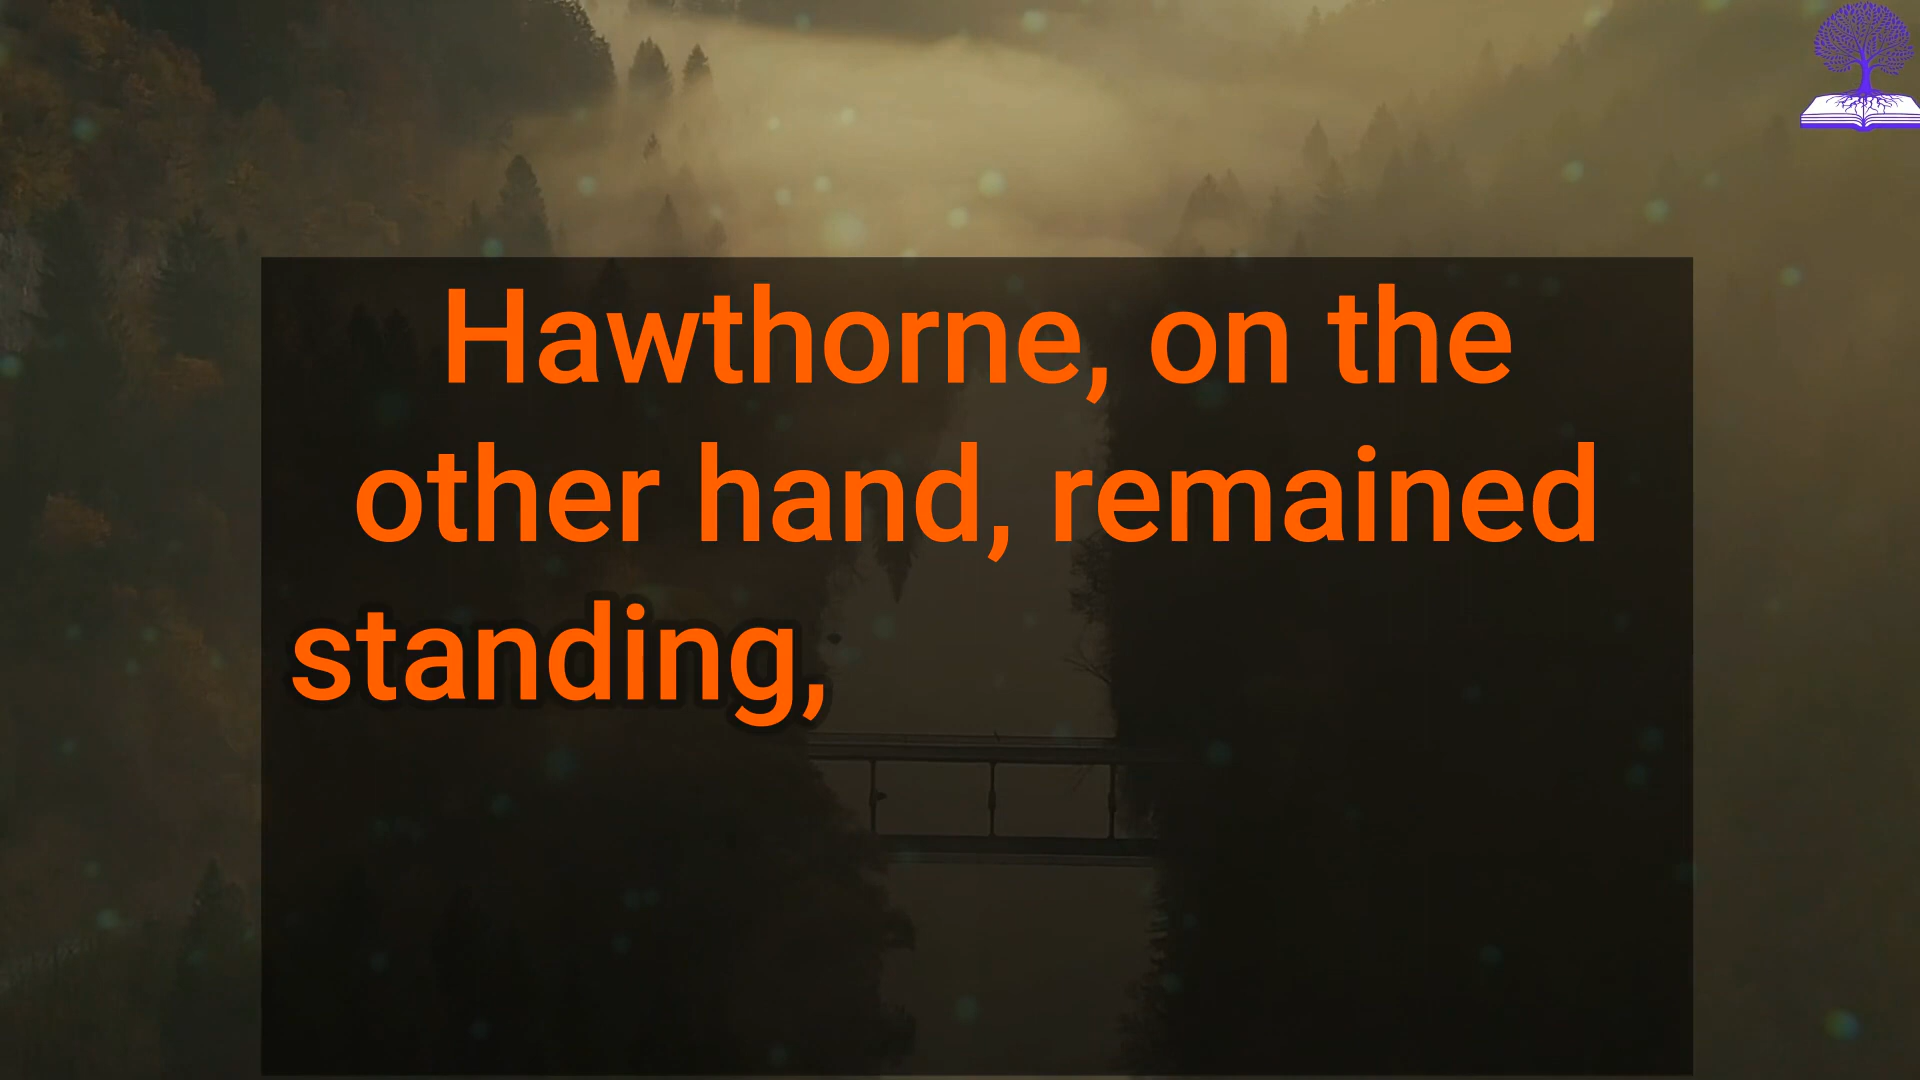 Hawthorne, on the
other hand, remained
standing,